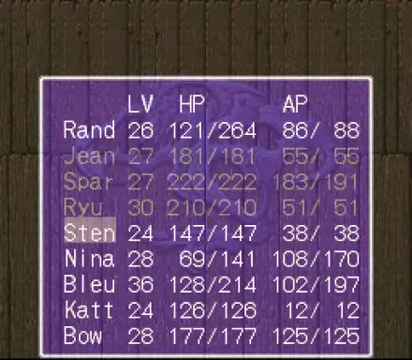 LV HP AP
Rand 26 121/264 86/ 88
Jean 27 181/181 55/ 55
Spar 27 222/222 183/191
Ryu 30 210/210 51/ 51
Sten 24 147/147 38/ 38
Nina 28 69/141 108/170
Bleu 36 128/214 102/197
Katt 24 126/126 12/ 12
Bow 28 177/177 125/125